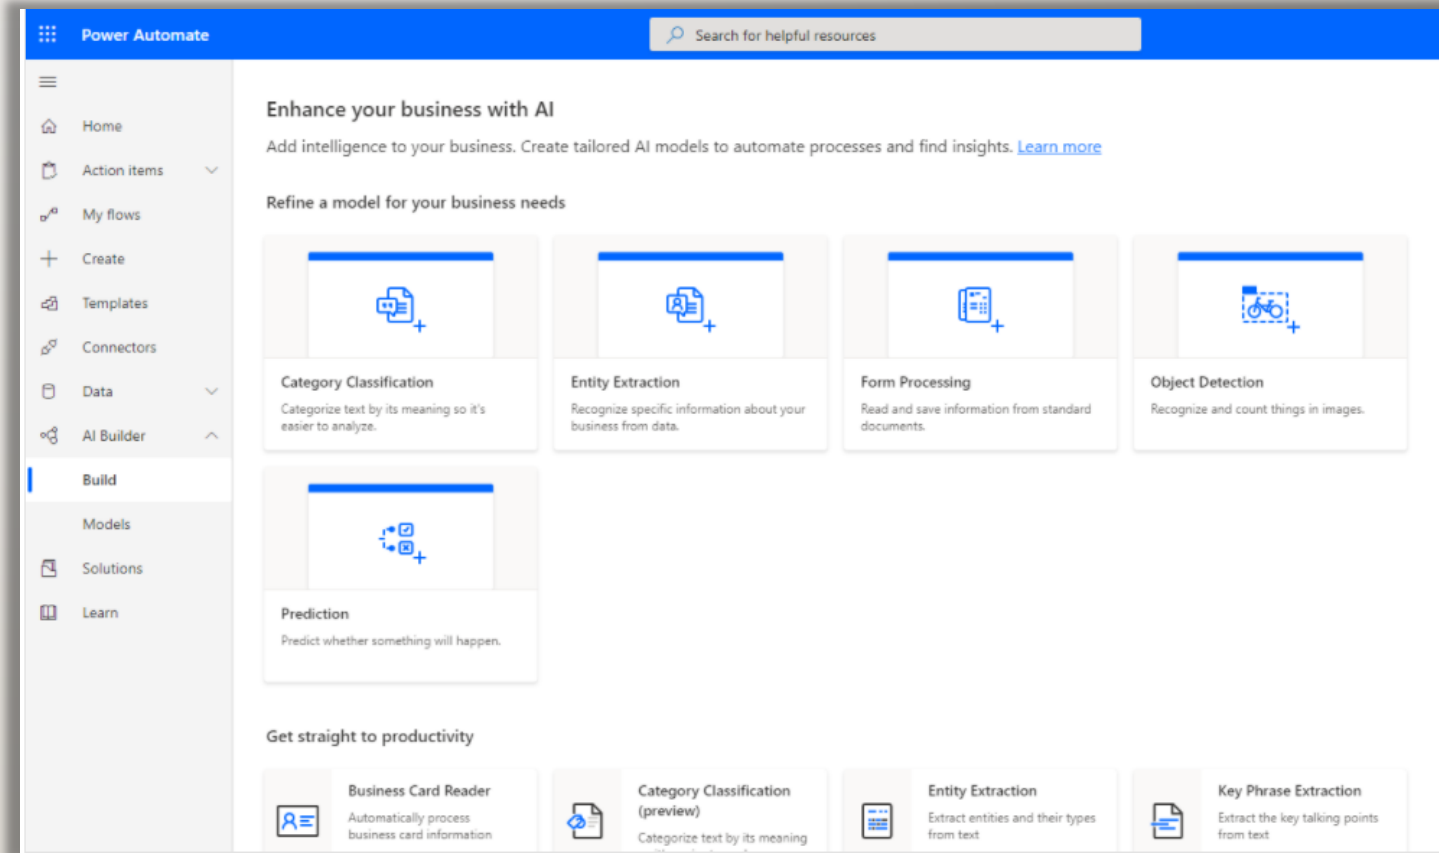 Power Automate
Search for helpful resources
Home
Action items
My flows
Create
Templates
Connectors
Data
AI Builder
Build
Models
Solutions
Learn
Enhance your business with AI
Add intelligence to your business. Create tailored AI models to automate processes and find insights. Learn more
Refine a model for your business needs
Category Classification
Categorize text by its meaning so it's
easier to analyze.
Entity Extraction
Recognize specific information about your
business from data.
Form Processing
Read and save information from standard
documents.
Object Detection
Recognize and count things in images.
Prediction
Predict whether something will happen.
Get straight to productivity
Business Card Reader
Automatically process
business card information
Category Classification
(preview)
Categorize text by its meaning
Entity Extraction
Extract entities and their types
from text
Key Phrase Extraction
Extract the key talking points
from text